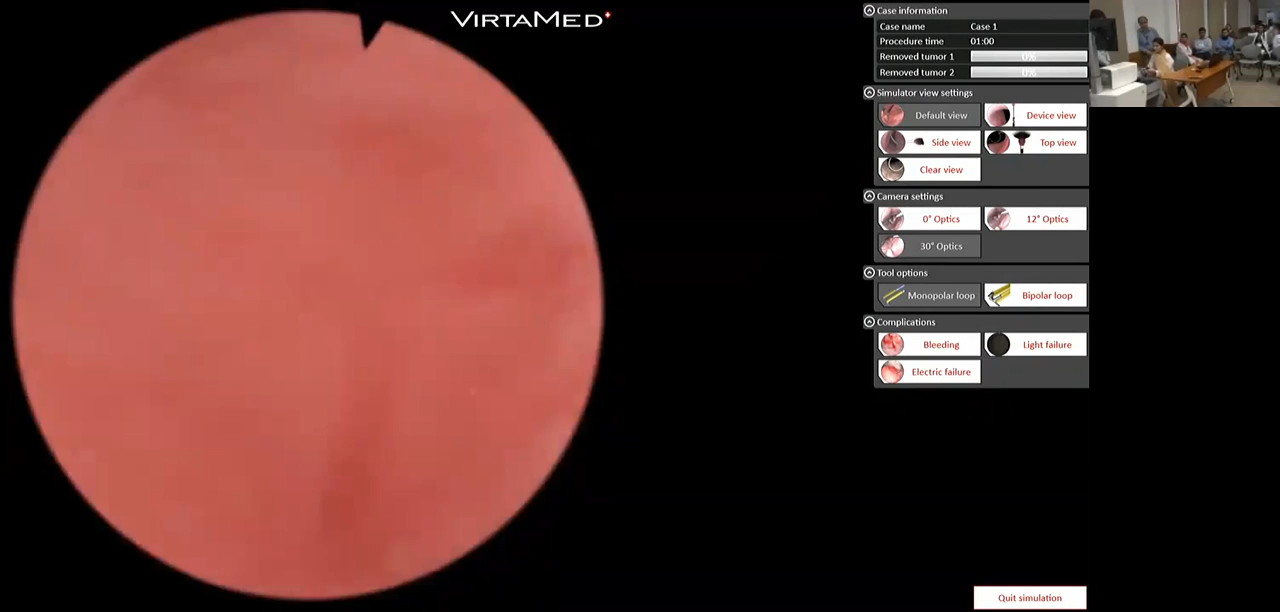 VIRTAMED
Case information
Case name Case 1
Procedure time 01:00
Removed tumor 1 0%
Removed tumor 2 0%
Simulator view settings
Default view Device view
Side view Top view
Clear view
Camera settings
0° Optics 12° Optics
30° Optics
Tool options
Monopolar loop Bipolar loop
Complications
Bleeding Light failure
Electric failure
Quit simulation